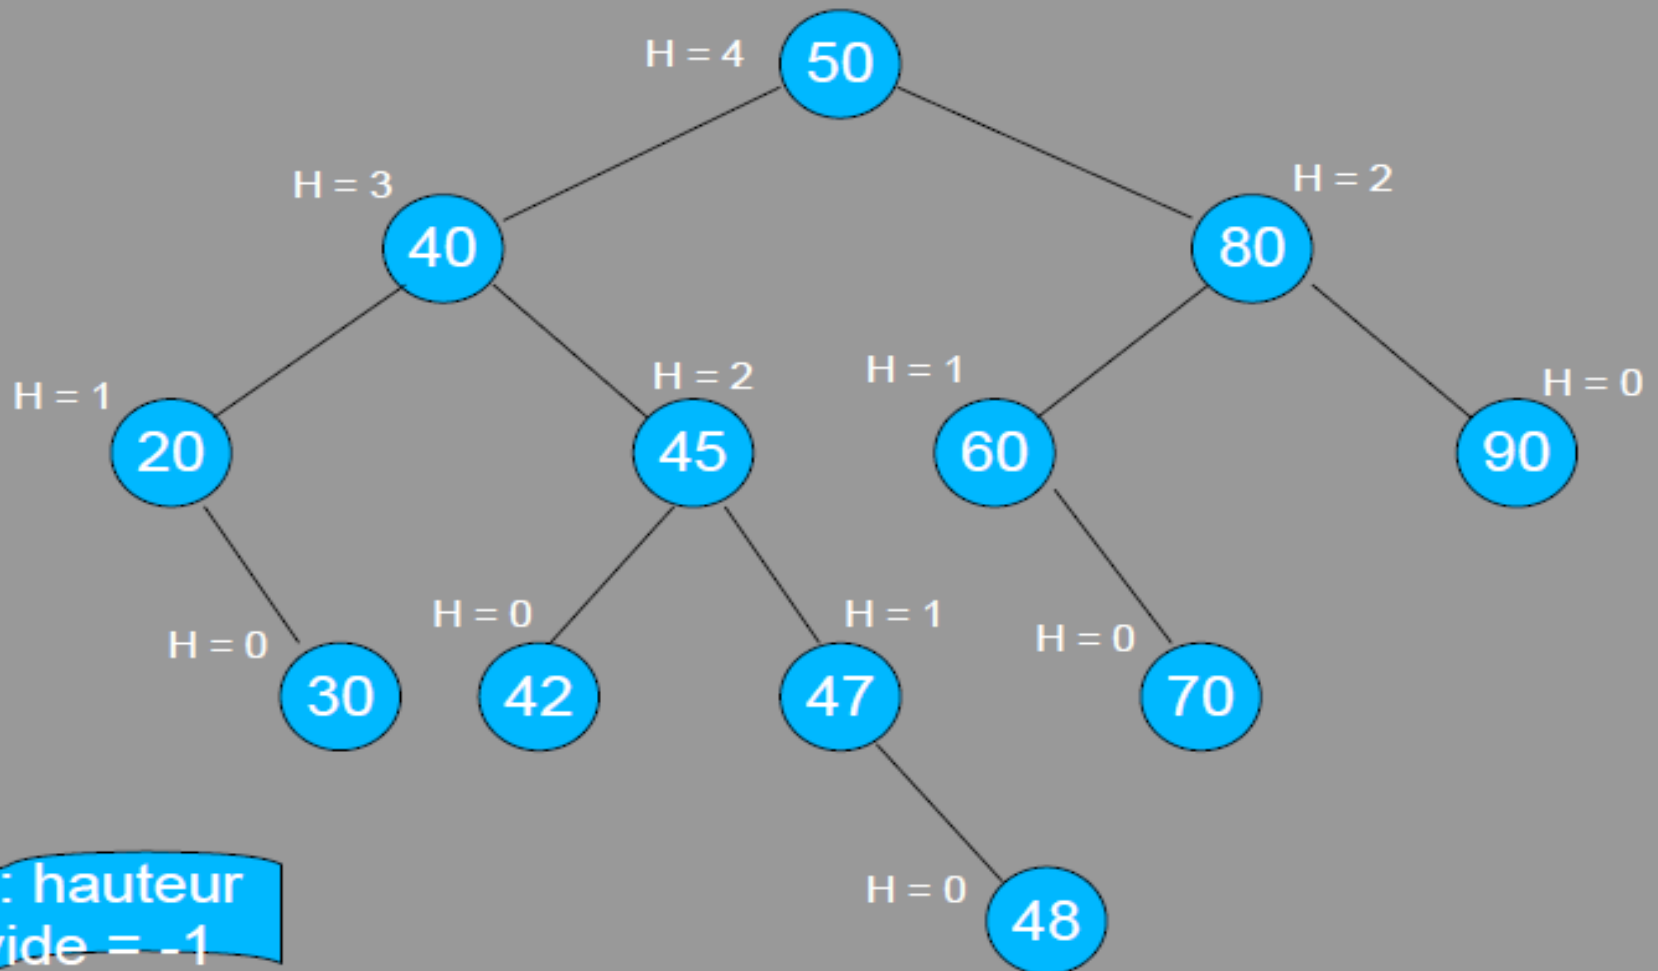 H = 4
50
H = 3
40
H = 2
80
H = 1
20
H = 2
45
H = 1
60
H = 0
90
H = 0
30
H = 0
42
H = 1
47
H = 0
70
H = 0
48
: hauteur
= -1